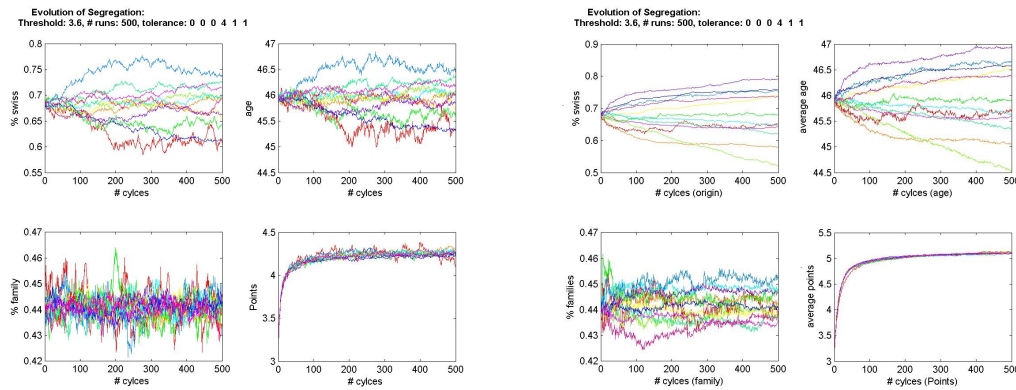 Evolution of Segregation:
Threshold: 3.6, # runs: 500, tolerance: 0 0 0 4 1 1
0.8
0.75
0.7
0.65
0.6
0.55
% swiss
0 100 200 300 400 500
# cylces
47
46.5
46
45.5
45
44.5
age
0 100 200 300 400 500
# cylces
0.47
0.46
0.45
0.44
0.43
0.42
% family
0 100 200 300 400 500
# cylces
4.5
4
3.5
3
Points
0 100 200 300 400 500
# cylces
Evolution of Segregation:
Threshold: 3.6, # runs: 500, tolerance: 0 0 0 4 1 1
0.9
0.8
0.7
0.6
0.5
% swiss
0 100 200 300 400 500
# cylces (origin)
47
46.5
46
45.5
45
44.5
average age
0 100 200 300 400 500
# cylces (age)
0.47
0.46
0.45
0.44
0.43
0.42
% families
0 100 200 300 400 500
# cylces (family)
5.5
5
4.5
4
3.5
3
average points
0 100 200 300 400 500
# cylces (Points)